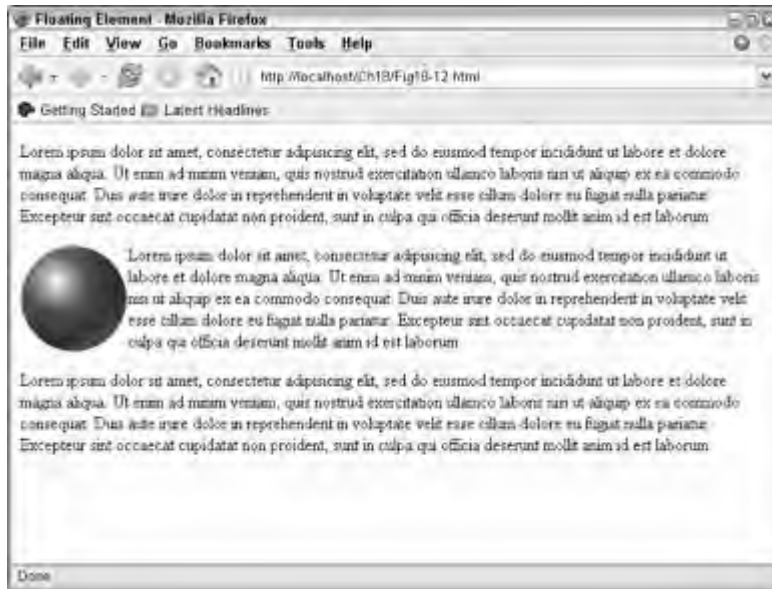 Floating Element - Mozilla Firefox
File Edit View Go Bookmarks Tools Help
http://localhost/Ch18/Fig18-12.html
Getting Started Latest Headlines
Lorem ipsum dolor sit amet, consectetur adipisicing elit, sed do eiusmod tempor incididunt ut labore et dolore
magna aliqua. Ut enim ad minim veniam, quis nostrud exercitation ullamco laboris nisi ut aliquip ex ea commodo
consequat. Duis aute irure dolor in reprehenderit in voluptate velit esse cillum dolore eu fugiat nulla pariatur.
Excepteur sint occaecat cupidatat non proident, sunt in culpa qui officia deserunt mollit anim id est laborum.
Lorem ipsum dolor sit amet, consectetur adipisicing elit, sed do eiusmod tempor incididunt ut
labore et dolore magna aliqua. Ut enim ad minim veniam, quis nostrud exercitation ullamco laboris
nisi ut aliquip ex ea commodo consequat. Duis aute irure dolor in reprehenderit in voluptate velit
esse cillum dolore eu fugiat nulla pariatur. Excepteur sint occaecat cupidatat non proident, sunt in
culpa qui officia deserunt mollit anim id est laborum.
Lorem ipsum dolor sit amet, consectetur adipisicing elit, sed do eiusmod tempor incididunt ut labore et dolore
magna aliqua. Ut enim ad minim veniam, quis nostrud exercitation ullamco laboris nisi ut aliquip ex ea commodo
consequat. Duis aute irure dolor in reprehenderit in voluptate velit esse cillum dolore eu fugiat nulla pariatur.
Excepteur sint occaecat cupidatat non proident, sunt in culpa qui officia deserunt mollit anim id est laborum.
Done